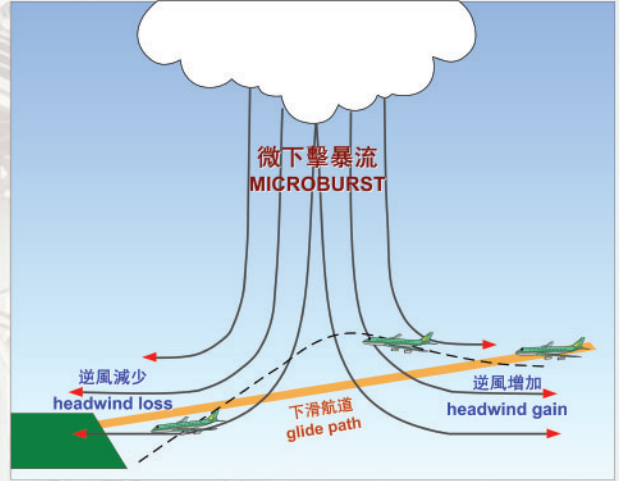 微下擊暴流
MICROBURST
逆風減少
headwind loss
下滑航道
glide path
逆風增加
headwind gain